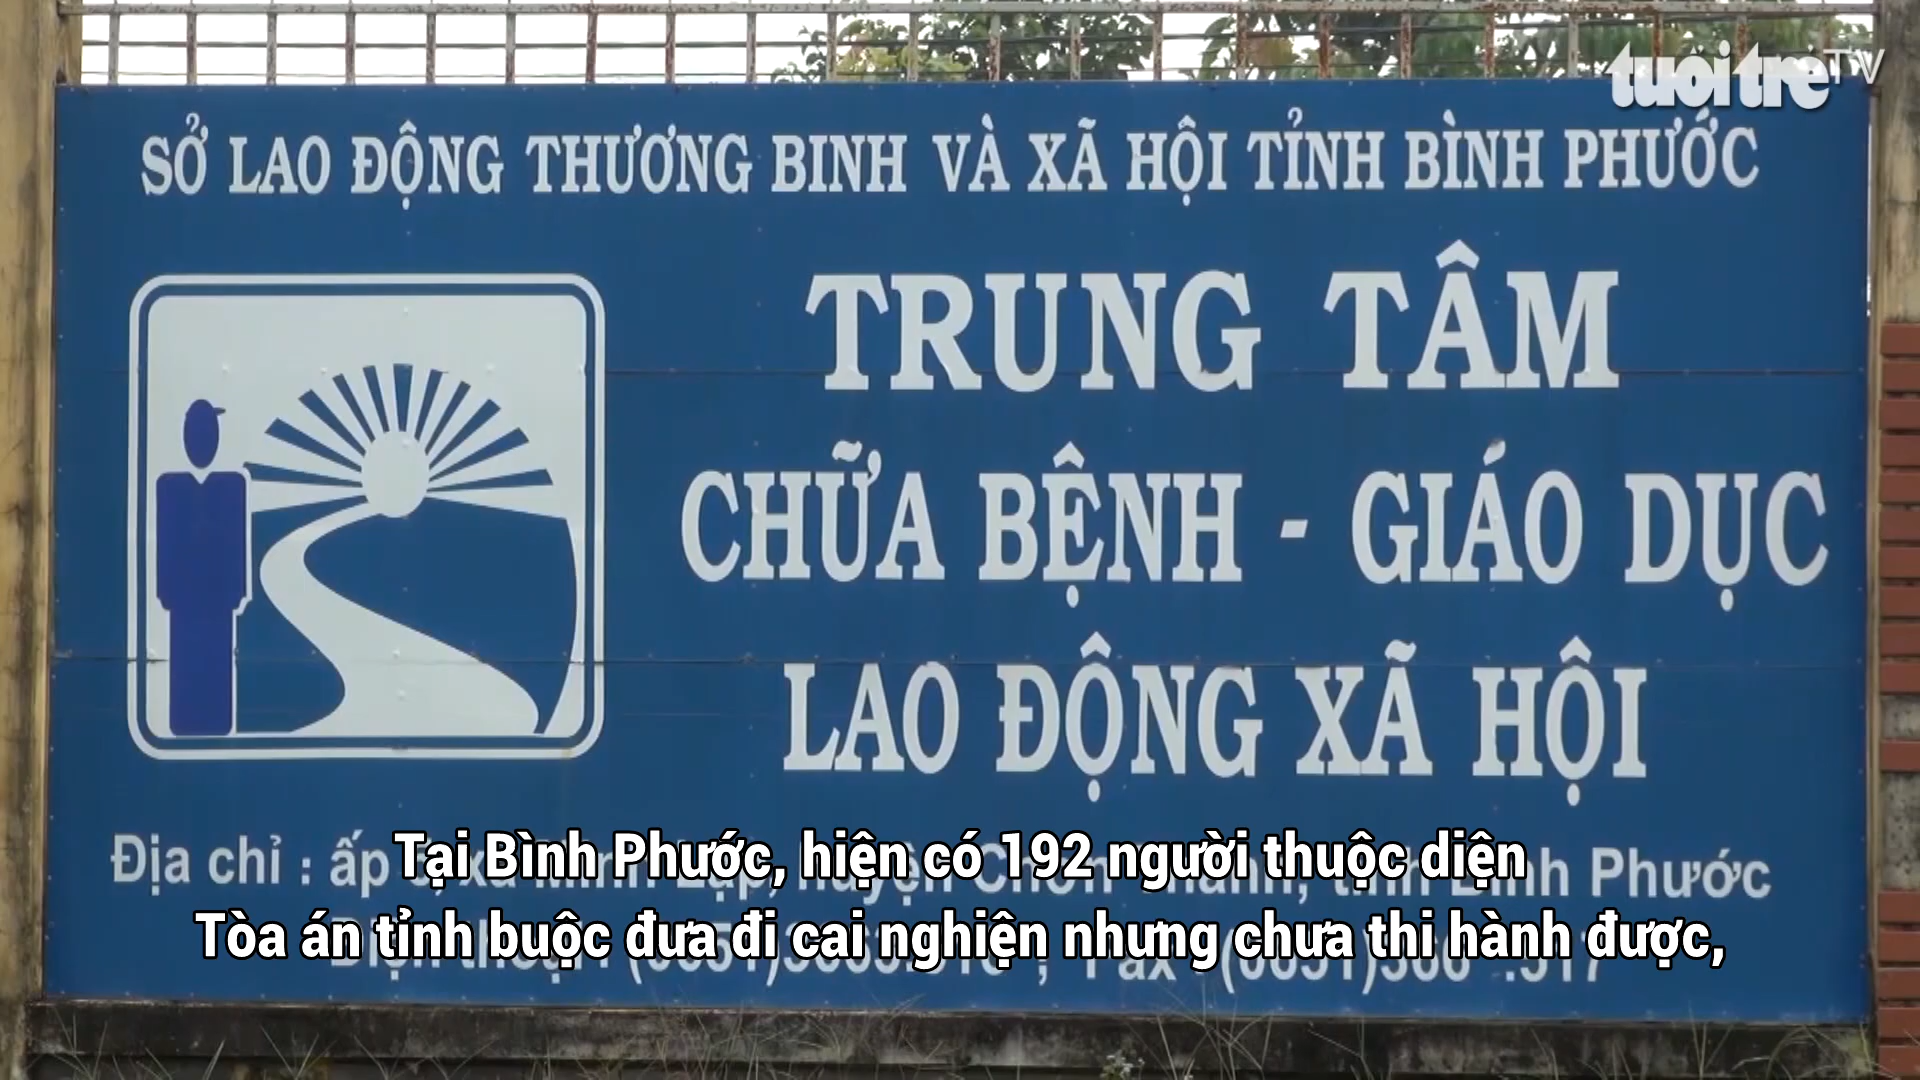 tuổi trẻ TV
SỞ LAO ĐỘNG THƯƠNG BINH VÀ XÃ HỘI TỈNH BÌNH PHƯỚC
TRUNG TÂM
CHỮA BỆNH - GIÁO DỤC
LAO ĐỘNG XÃ HỘI
Địa chỉ : ấp
Phước
Tại Bình Phước, hiện có 192 người thuộc diện
Tòa án tỉnh buộc đưa đi cai nghiện nhưng chưa thi hành được,